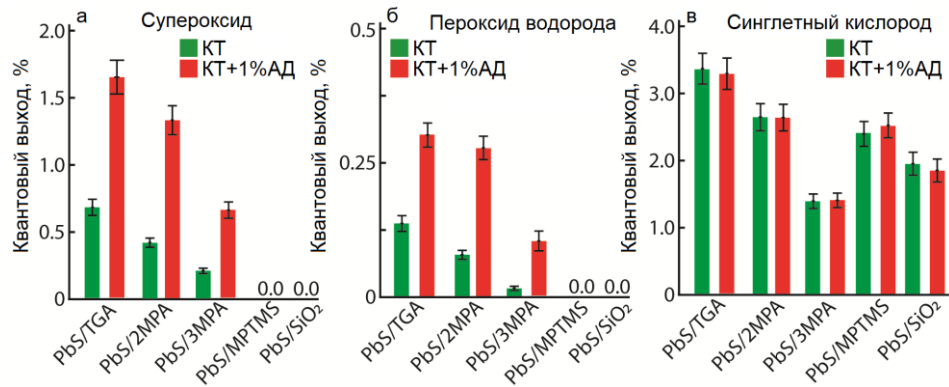 а
Супероксид
Квантовый выход, %
2.0
1.5
1.0
0.5
0
КТ
КТ+1%АД
0.0 0.0
PbS/TGA
PbS/2MPA
PbS/3MPA
PbS/MPTMS
PbS/SiO₂
б
Пероксид водорода
Квантовый выход, %
0.5
0.25
0
КТ
КТ+1%АД
0.0 0.0
PbS/TGA
PbS/2MPA
PbS/3MPA
PbS/MPTMS
PbS/SiO₂
в
Синглетный кислород
Квантовый выход, %
4.0
3.0
2.0
1.0
0
КТ
КТ+1%АД
PbS/TGA
PbS/2MPA
PbS/3MPA
PbS/MPTMS
PbS/SiO₂